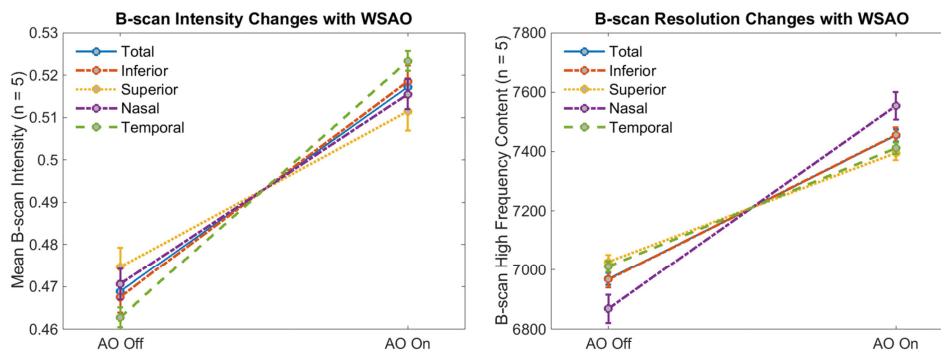 B-scan Intensity Changes with WSAO
Mean B-scan Intensity (n = 5)
0.53
0.52
0.51
0.5
0.49
0.48
0.47
0.46
Total
Inferior
Superior
Nasal
Temporal
AO Off
AO On
B-scan Resolution Changes with WSAO
B-scan High Frequency Content (n = 5)
7800
7600
7400
7200
7000
6800
Total
Inferior
Superior
Nasal
Temporal
AO Off
AO On